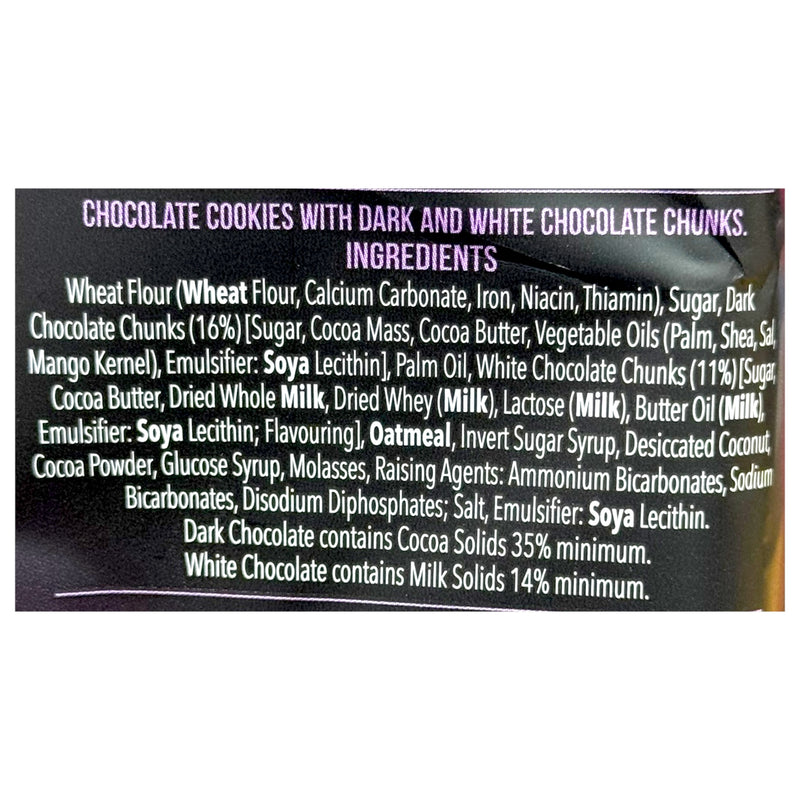 CHOCOLATE COOKIES WITH DARK AND WHITE CHOCOLATE CHUNKS.
INGREDIENTS
Wheat Flour (Wheat Flour, Calcium Carbonate, Iron, Niacin, Thiamin), Sugar, Dark
Chocolate Chunks (16%) [Sugar, Cocoa Mass, Cocoa Butter, Vegetable Oils (Palm, Shea, Sal,
Mango Kernel), Emulsifier: Soya Lecithin], Palm Oil, White Chocolate Chunks (11%) [Sugar,
Cocoa Butter, Dried Whole Milk, Dried Whey (Milk), Lactose (Milk), Butter Oil (Milk),
Emulsifier: Soya Lecithin; Flavouring], Oatmeal, Invert Sugar Syrup, Desiccated Coconut,
Cocoa Powder, Glucose Syrup, Molasses, Raising Agents: Ammonium Bicarbonates, Sodium
Bicarbonates, Disodium Diphosphates; Salt, Emulsifier: Soya Lecithin.
Dark Chocolate contains Cocoa Solids 35% minimum.
White Chocolate contains Milk Solids 14% minimum.